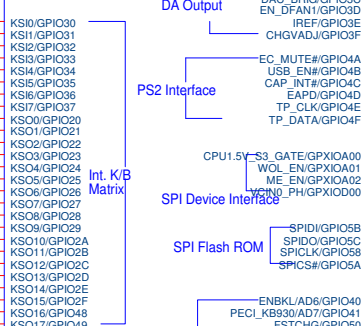 DA Output
EN_DFAN1/GPIO3D
IREF/GPIO3E
CHGVADJ/GPIO3F
KSI0/GPIO30
KSI1/GPIO31
KSI2/GPIO32
KSI3/GPIO33
KSI4/GPIO34
KSI5/GPIO35
KSI6/GPIO36
KSI7/GPIO37
KSO0/GPIO20
KSO1/GPIO21
KSO2/GPIO22
KSO3/GPIO23
KSO4/GPIO24
KSO5/GPIO25
KSO6/GPIO26
KSO7/GPIO27
KSO8/GPIO28
KSO9/GPIO29
KSO10/GPIO2A
KSO11/GPIO2B
KSO12/GPIO2C
KSO13/GPIO2D
KSO14/GPIO2E
KSO15/GPIO2F
KSO16/GPIO48
KSO17/GPIO49
Int. K/B
Matrix
PS2 Interface
EC_MUTE#/GPIO4A
USB_EN#/GPIO4B
CAP_INT#/GPIO4C
EAPD/GPIO4D
TP_CLK/GPIO4E
TP_DATA/GPIO4F
CPU1.5V_S3_GATE/GPXIOA00
WOL_EN/GPXIOA01
ME_EN/GPXIOA02
VCIN0_PH/GPXIOD00
SPI Device Interface
SPI Flash ROM
SPIDI/GPIO5B
SPIDO/GPIO5C
SPICLK/GPIO58
SPICS#/GPIO5A
ENBKL/AD6/GPIO40
PECI_KB930/AD7/GPIO41
FSTCHG/GPIO50